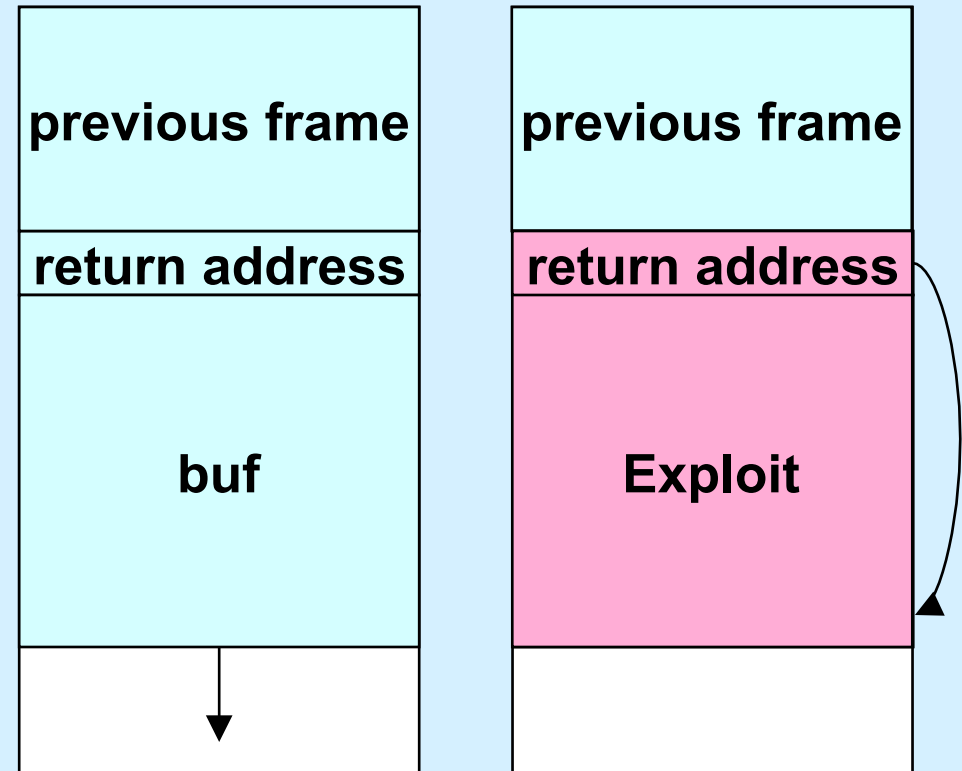 previous frame
return address
buf
previous frame
return address
Exploit